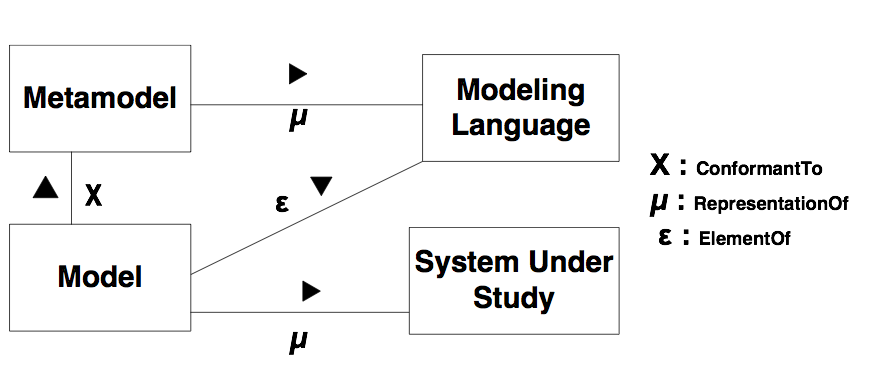 Metamodel
μ
Modeling
Language
X
ε
Model
μ
System Under
Study
X : ConformantTo
μ : RepresentationOf
ε : ElementOf